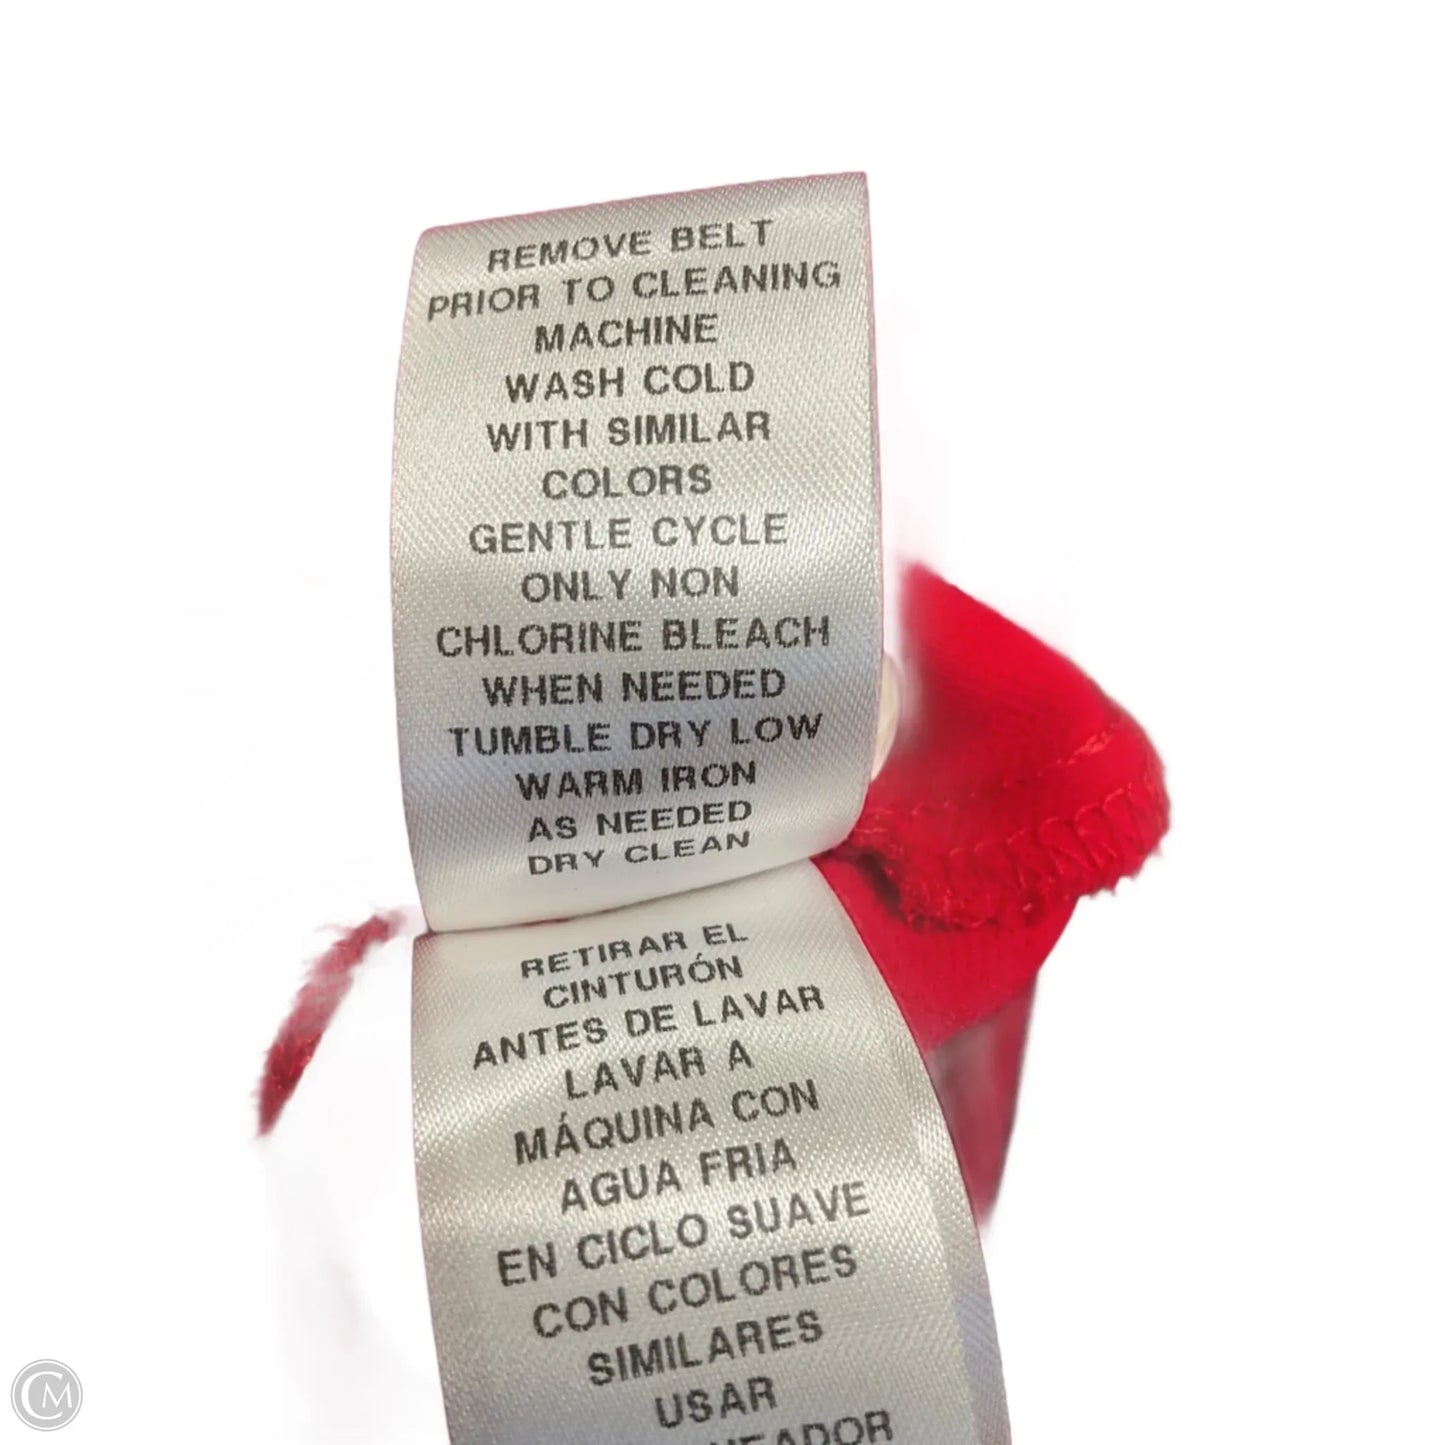 REMOVE BELT
PRIOR TO CLEANING
MACHINE
WASH COLD
WITH SIMILAR
COLORS
GENTLE CYCLE
ONLY NON
CHLORINE BLEACH
WHEN NEEDED
TUMBLE DRY LOW
WARM IRON
AS NEEDED
DRY CLEAN
RETIRAR EL
CINTURÓN
ANTES DE LAVAR
LAVAR A
MÁQUINA CON
AGUA FRIA
EN CICLO SUAVE
CON COLORES
SIMILARES
USAR
CM